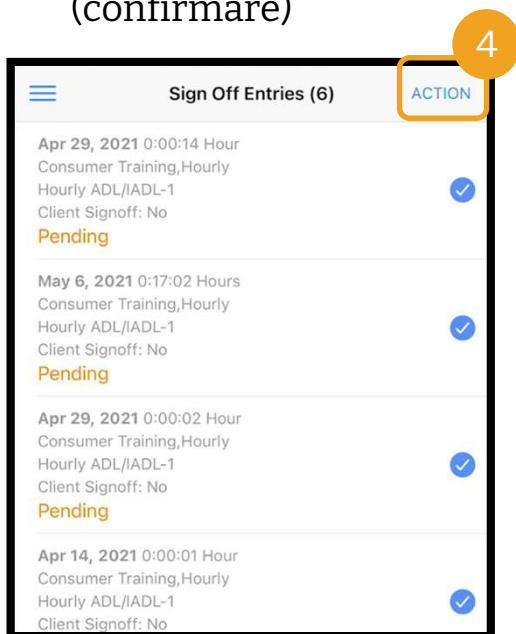 (confirmare)
4
Sign Off Entries (6) ACTION
Apr 29, 2021 0:00:14 Hour
Consumer Training,Hourly
Hourly ADL/IADL-1
Client Signoff: No
Pending
May 6, 2021 0:17:02 Hours
Consumer Training,Hourly
Hourly ADL/IADL-1
Client Signoff: No
Pending
Apr 29, 2021 0:00:02 Hour
Consumer Training,Hourly
Hourly ADL/IADL-1
Client Signoff: No
Pending
Apr 14, 2021 0:00:01 Hour
Consumer Training,Hourly
Hourly ADL/IADL-1
Client Signoff: No